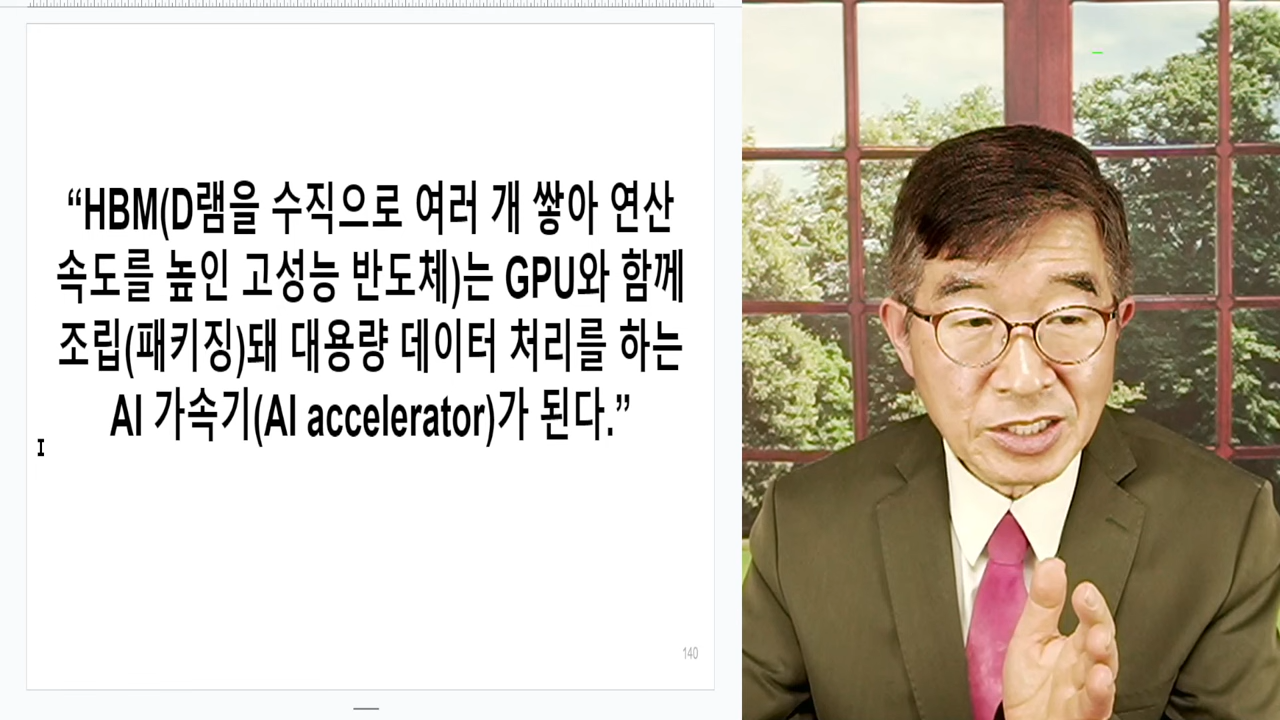 “HBM(D램을 수직으로 여러 개 쌓아 연산
속도를 높인 고성능 반도체)는 GPU와 함께
조립(패키징)돼 대용량 데이터 처리를 하는
AI 가속기(AI accelerator)가 된다.”
140